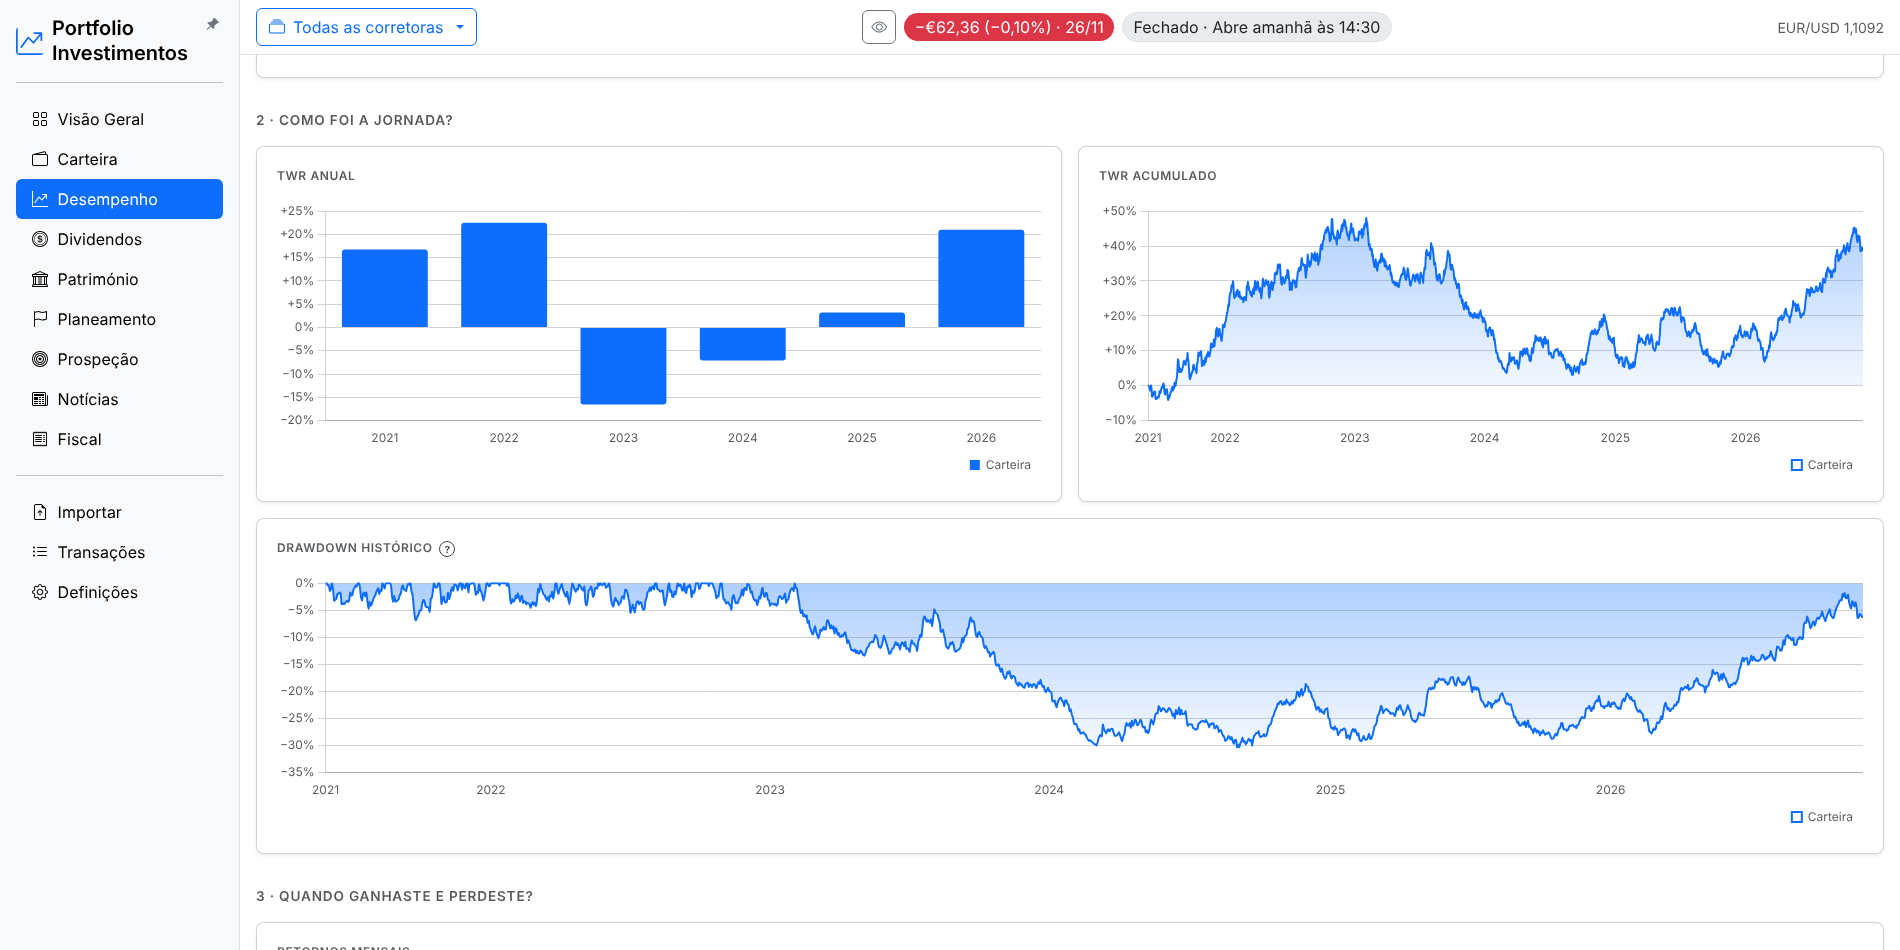 Portfolio
Investimentos
Todas as corretoras
−€62,36 (−0,10%) · 26/11
Fechado · Abre amanhã às 14:30
EUR/USD 1,1092
Visão Geral
Carteira
Desempenho
Dividendos
Património
Planeamento
Prospeção
Notícias
Fiscal
Importar
Transações
Definições
2 · COMO FOI A JORNADA?
TWR ANUAL
+25%
+20%
+15%
+10%
+5%
0%
−5%
−10%
−15%
−20%
2021 2022 2023 2024 2025 2026
Carteira
TWR ACUMULADO
+50%
+40%
+30%
+20%
+10%
0%
−10%
2021 2022 2023 2024 2025 2026
Carteira
DRAWDOWN HISTÓRICO ?
0%
−5%
−10%
−15%
−20%
−25%
−30%
−35%
2021 2022 2023 2024 2025 2026
Carteira
3 · QUANDO GANHASTE E PERDESTE?
RETORNOS MENSAIS